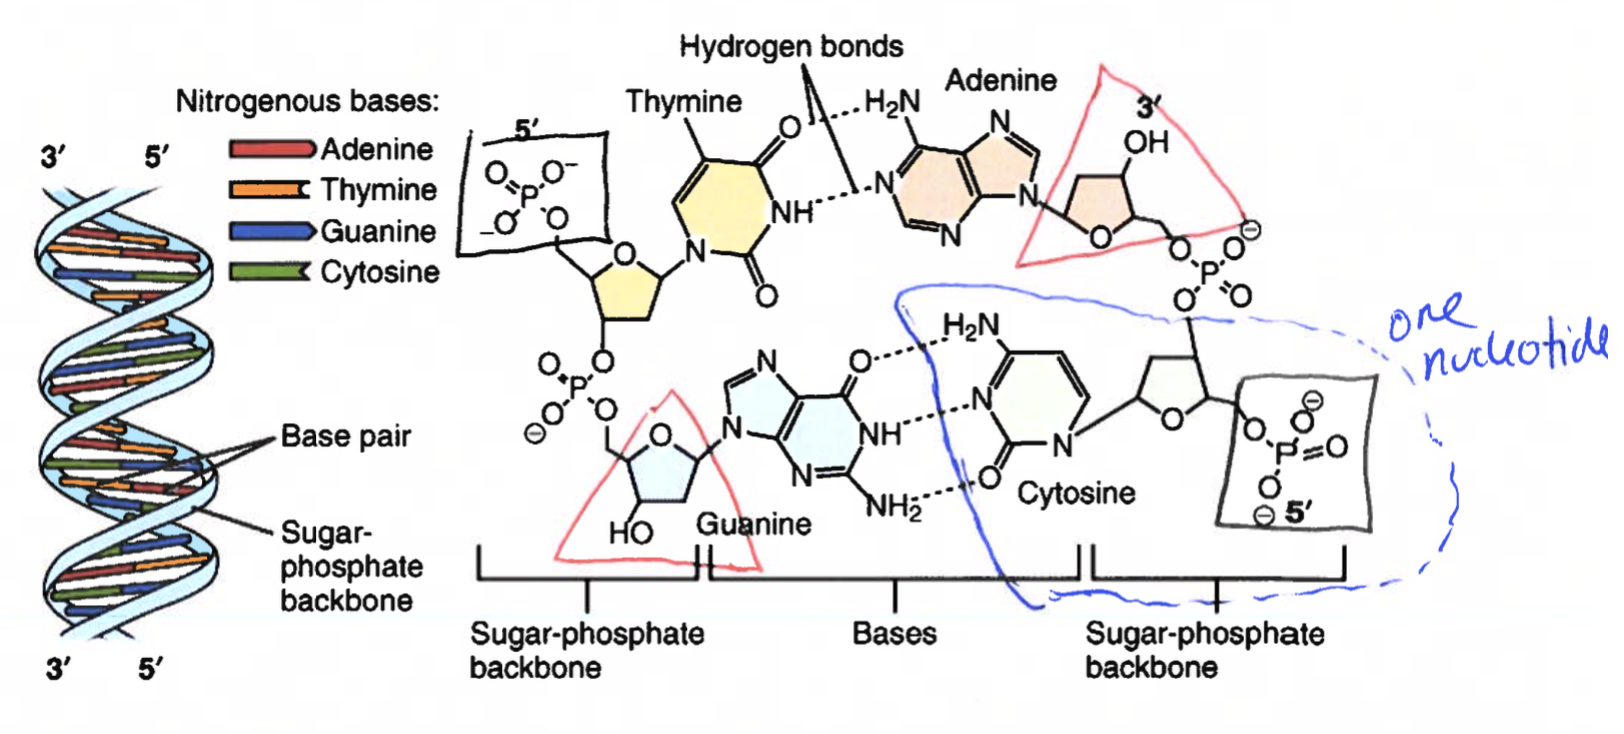 Hydrogen bonds
Nitrogenous bases:
Adenine
Thymine
Guanine
Cytosine
3′ 5′
Base pair
Sugar-
phosphate
backbone
3′ 5′
Thymine
Adenine
5′
O O⁻
P
⁻O O
O
N
O
NH
O
H₂N
N
N
N
N
3′
OH
O
O
P
O ⊖
O
O
O
O P O
⊖ O
O
HO
Guanine
N
N
O
NH
N
NH₂
H₂N
N
O
N
Cytosine
O
O
P
O ⊖
O
O
⊖ 5′
one
nucleotide
Sugar-phosphate
backbone
Bases
Sugar-phosphate
backbone